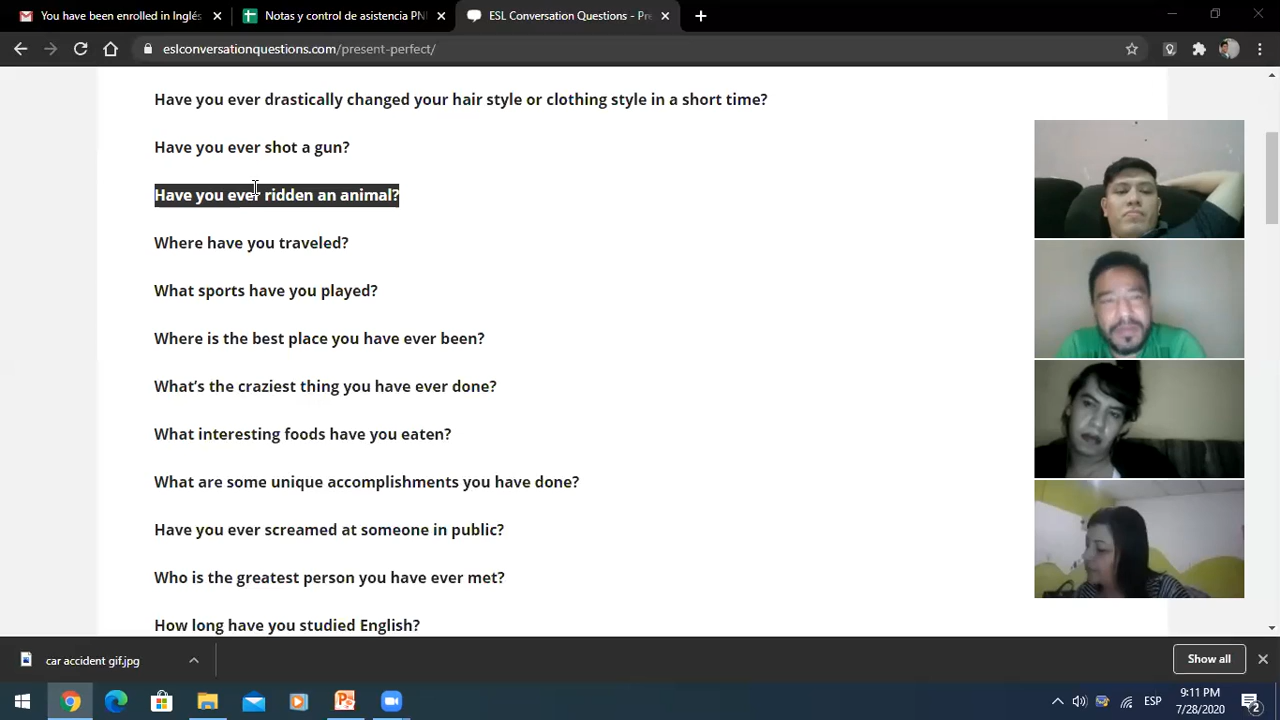 You have been enrolled in Inglés
Notas y control de asistencia PN
ESL Conversation Questions - Pre
eslconversationquestions.com/present-perfect/
Have you ever drastically changed your hair style or clothing style in a short time?
Have you ever shot a gun?
Have you ever ridden an animal?
Where have you traveled?
What sports have you played?
Where is the best place you have ever been?
What’s the craziest thing you have ever done?
What interesting foods have you eaten?
What are some unique accomplishments you have done?
Have you ever screamed at someone in public?
Who is the greatest person you have ever met?
How long have you studied English?
car accident gif.jpg
Show all
ESP
9:11 PM
7/28/2020
2